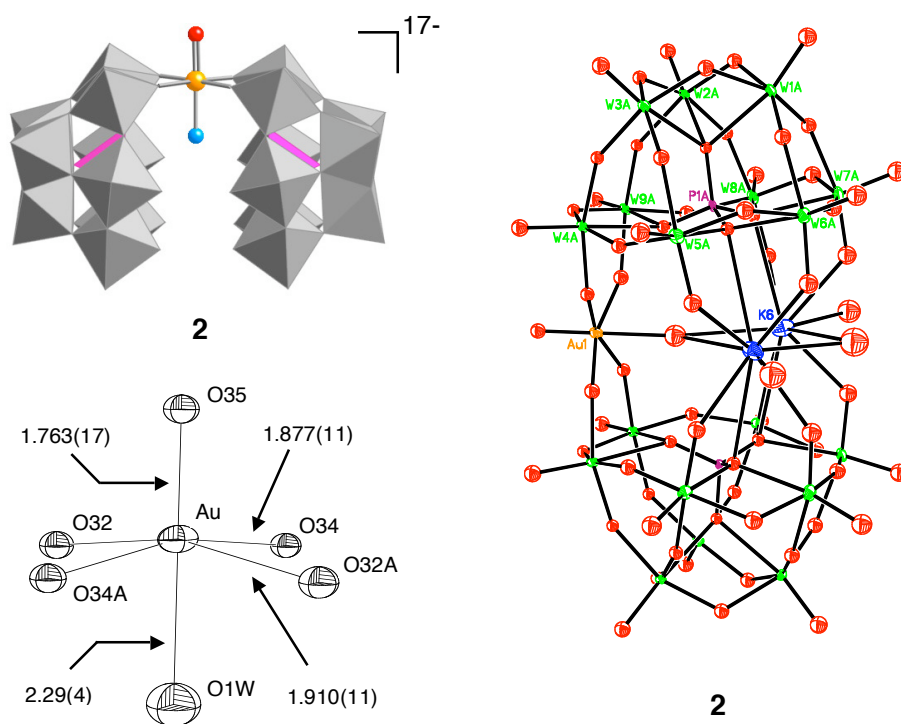 17-
2
O35
1.763(17)
1.877(11)
Au
O32
O34
O34A
O32A
2.29(4)
O1W
1.910(11)
W3A
W2A
W1A
P1A
W8A
W7A
W9A
W4A
W5A
W6A
Au1
K6
2